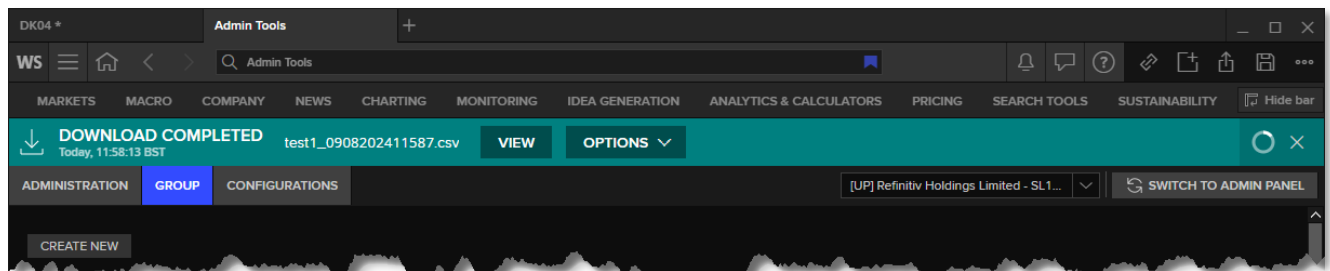 DK04 *
Admin Tools
WS
Admin Tools
MARKETS MACRO COMPANY NEWS CHARTING MONITORING IDEA GENERATION ANALYTICS & CALCULATORS PRICING SEARCH TOOLS SUSTAINABILITY Hide bar
DOWNLOAD COMPLETED
Today, 11:58:13 BST
test1_0908202411587.csv VIEW OPTIONS
ADMINISTRATION GROUP CONFIGURATIONS [UP] Refinitiv Holdings Limited - SL1... SWITCH TO ADMIN PANEL
CREATE NEW